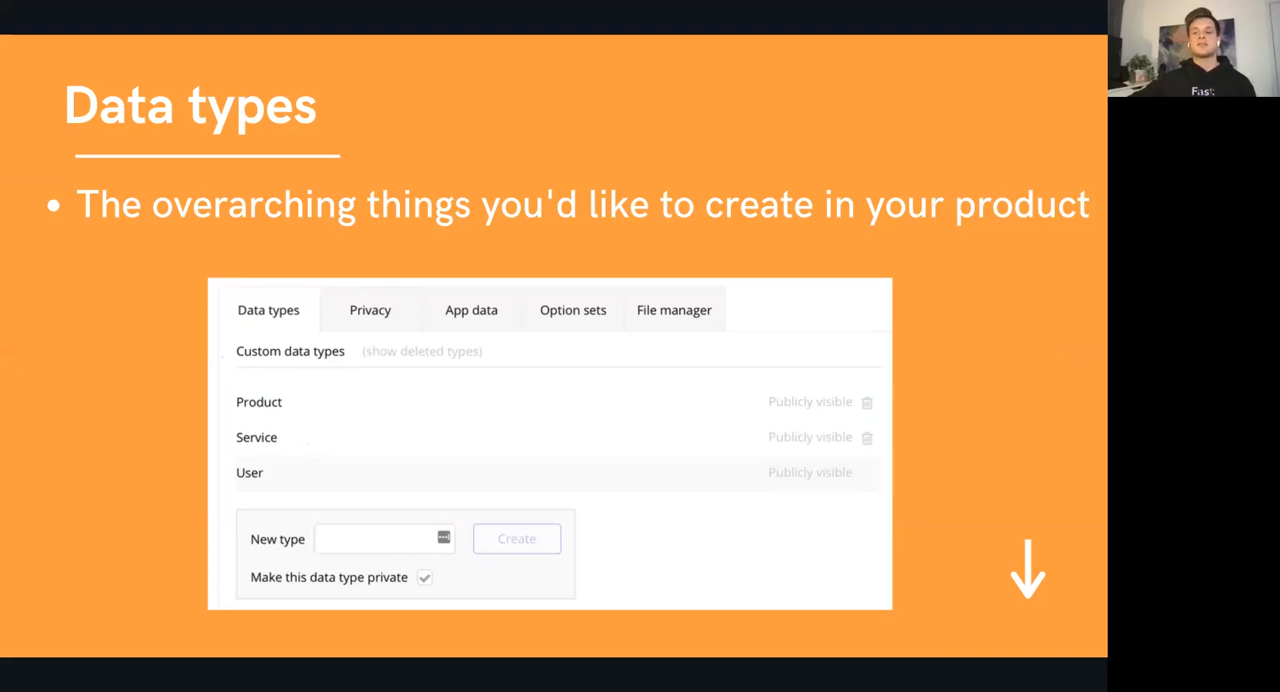 Data types
• The overarching things you'd like to create in your product
Data types Privacy App data Option sets File manager
Custom data types (show deleted types)
Product Publicly visible
Service Publicly visible
User Publicly visible
New type Create
Make this data type private
Fast.